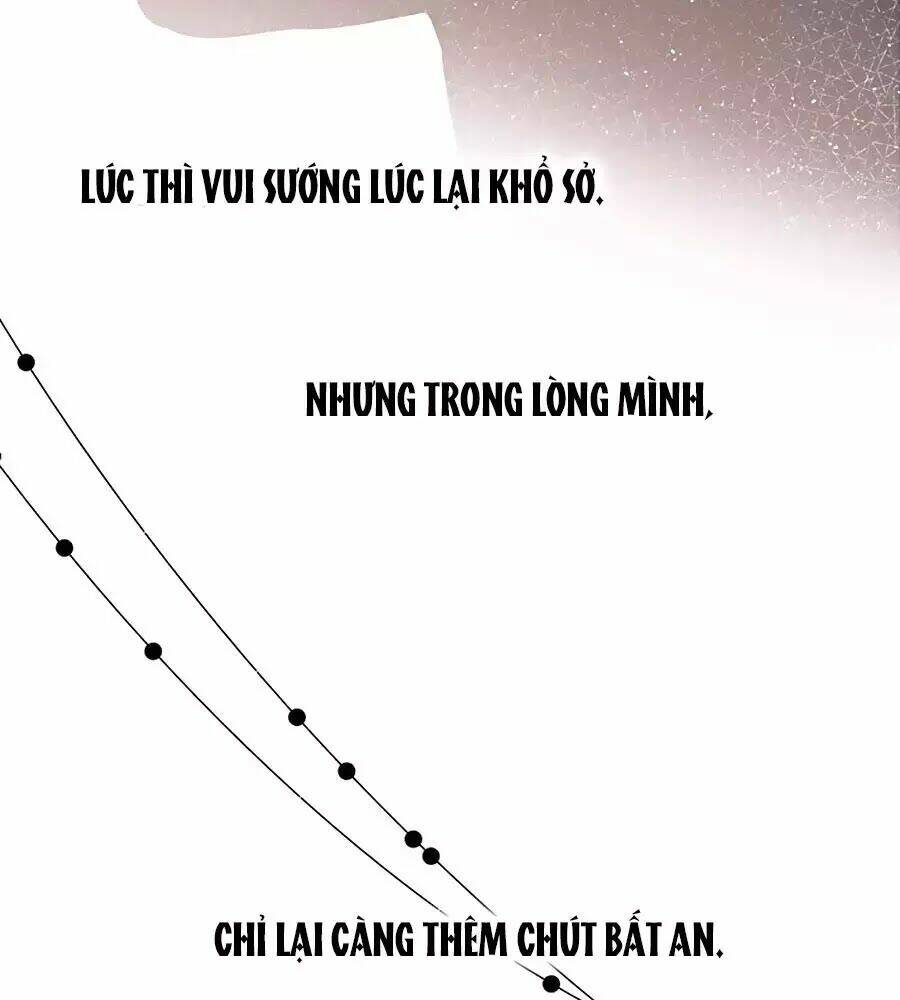 LÚC THÌ VUI SƯỚNG LÚC LẠI KHỔ SỞ.
NHƯNG TRONG LÒNG MÌNH,
CHỈ LẠI CÀNG THÊM CHÚT BẤT AN.